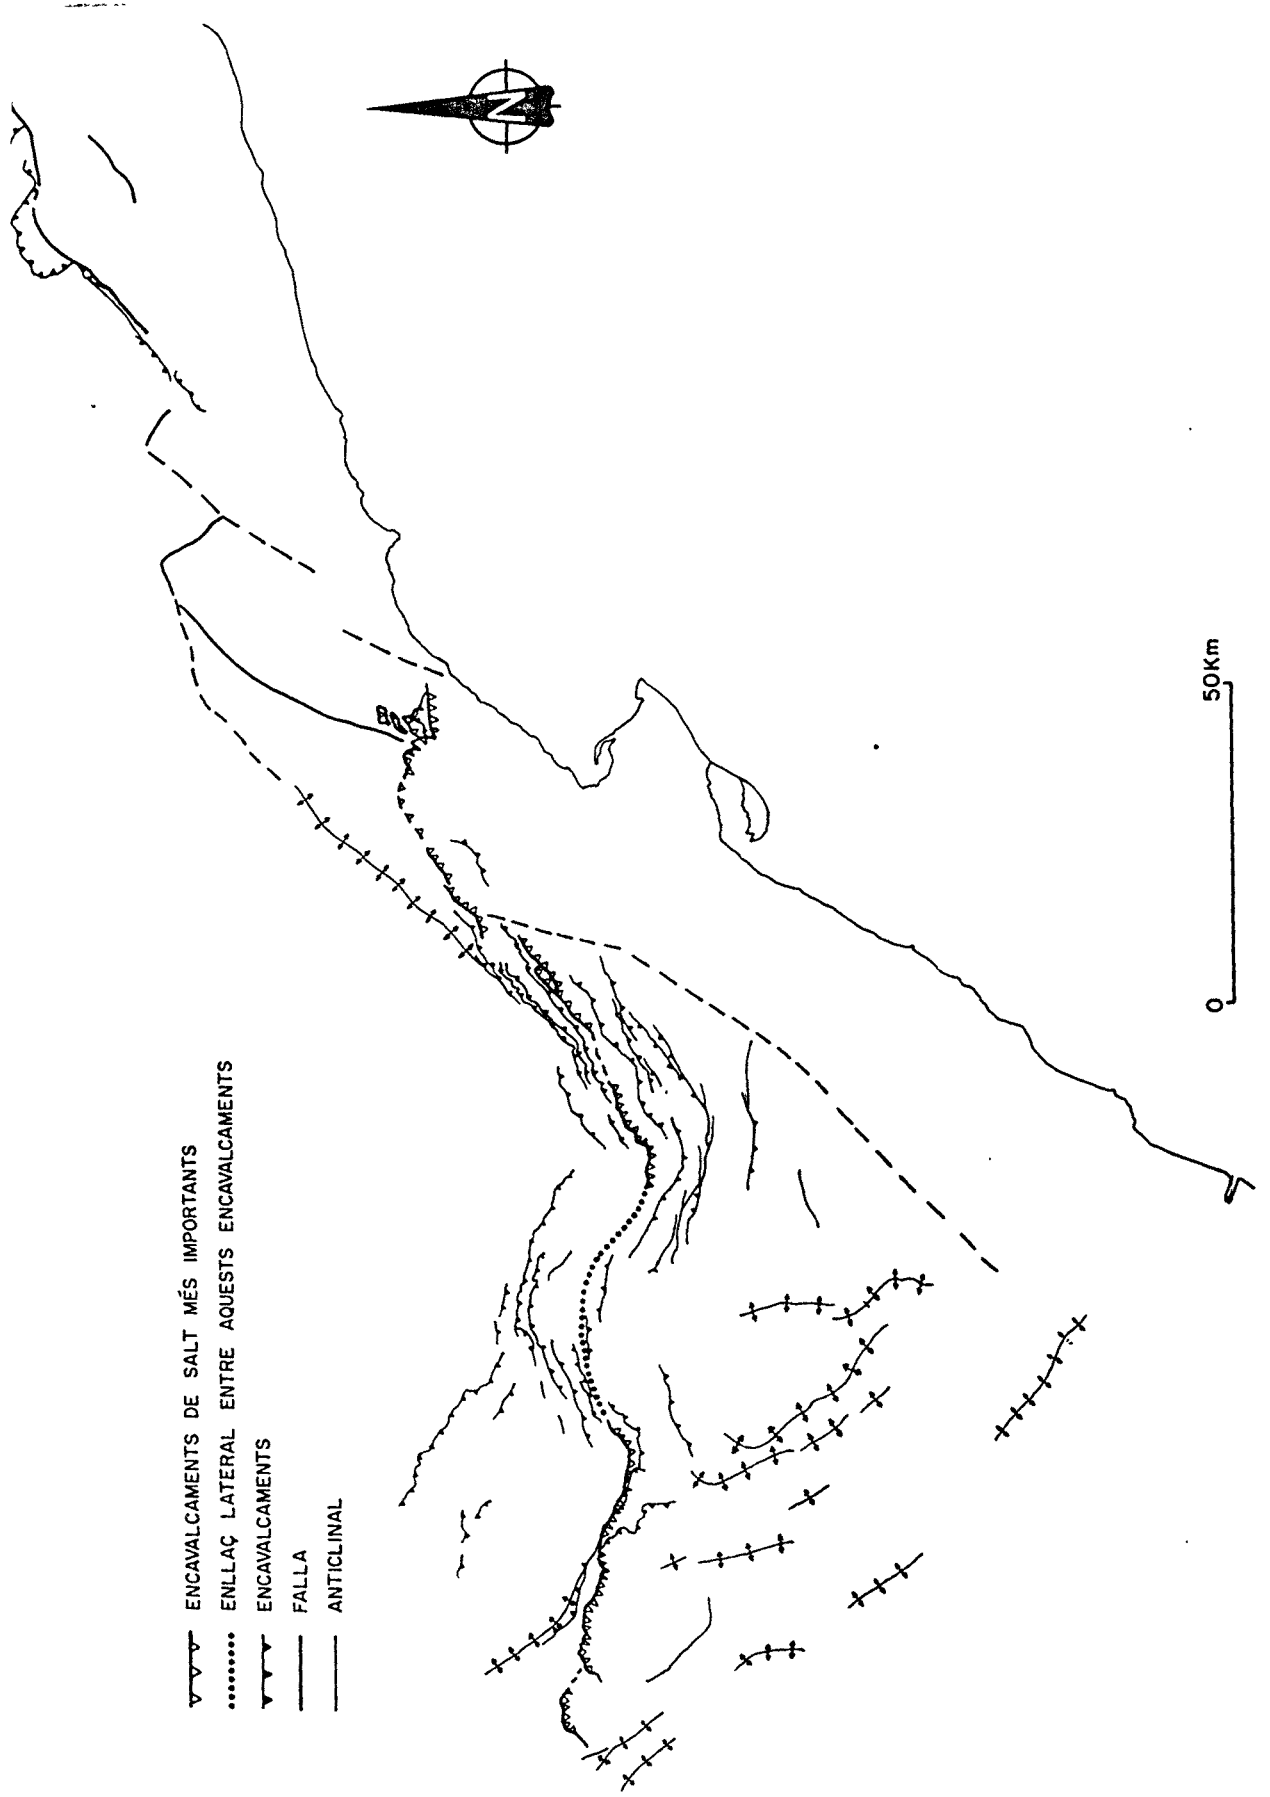 ENCAVALCAMENTS DE SALT MÉS IMPORTANTS
ENLLAÇ LATERAL ENTRE AQUESTS ENCAVALCAMENTS
ENCAVALCAMENTS
FALLA
ANTICLINAL
N
0 50Km